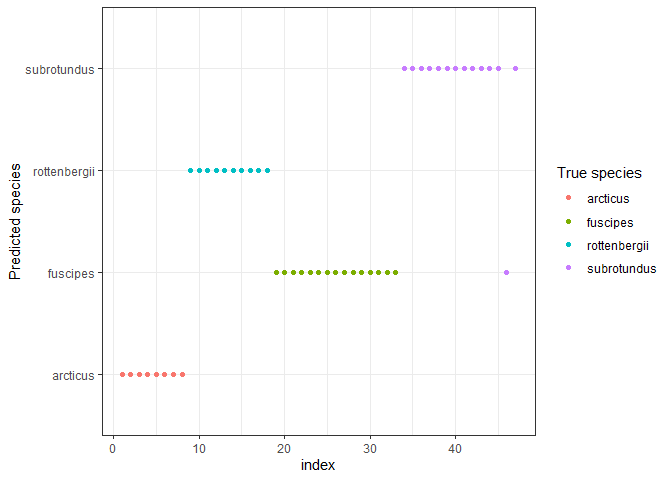 subrotundus
rottenbergii
fuscipes
arcticus
Predicted species
0 10 20 30 40
index
True species
arcticus
fuscipes
rottenbergii
subrotundus